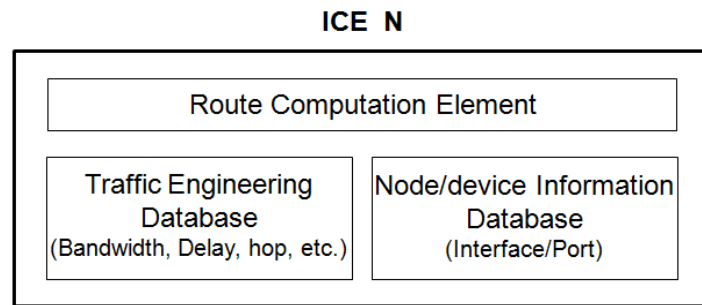 ICE N
Route Computation Element
Traffic Engineering
Database
(Bandwidth, Delay, hop, etc.)
Node/device Information
Database
(Interface/Port)